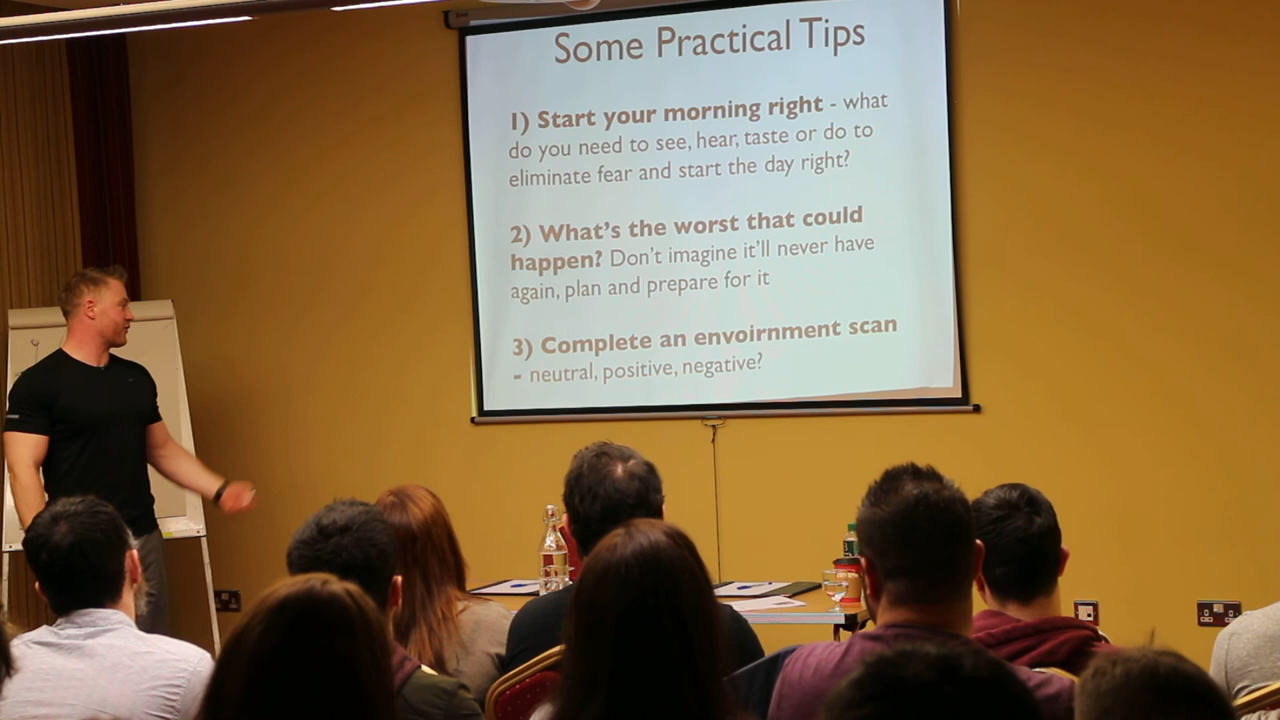 Some Practical Tips
1) Start your morning right - what
do you need to see, hear, taste or do to
eliminate fear and start the day right?
2) What's the worst that could
happen? Don't imagine it'll never have
again, plan and prepare for it
3) Complete an envoirnment scan
- neutral, positive, negative?